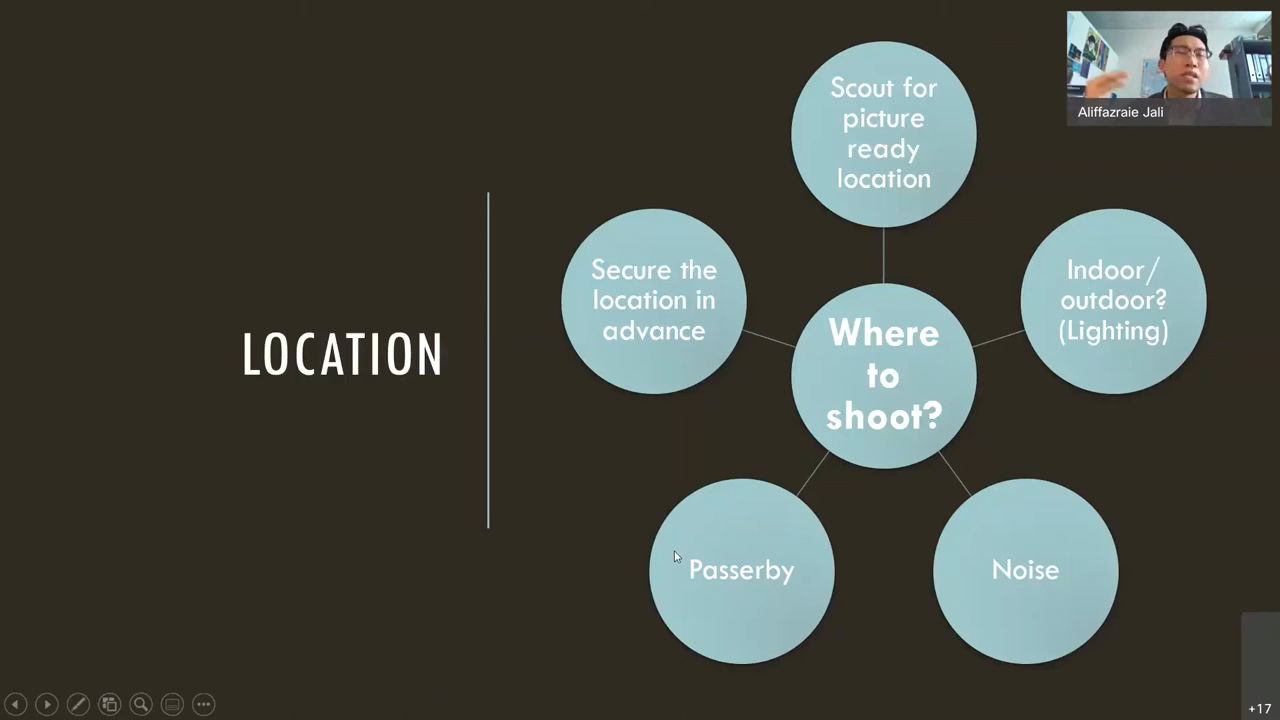 LOCATION
Where
to
shoot?
Scout for
picture
ready
location
Indoor/
outdoor?
(Lighting)
Noise
Passerby
Secure the
location in
advance
Aliffazraie Jali
+17